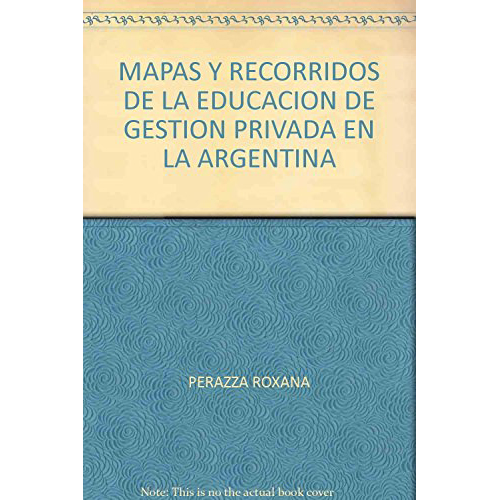 MAPAS Y RECORRIDOS
DE LA EDUCACION DE
GESTION PRIVADA EN
LA ARGENTINA
PERAZZA ROXANA
Note: This is no the actual book cover